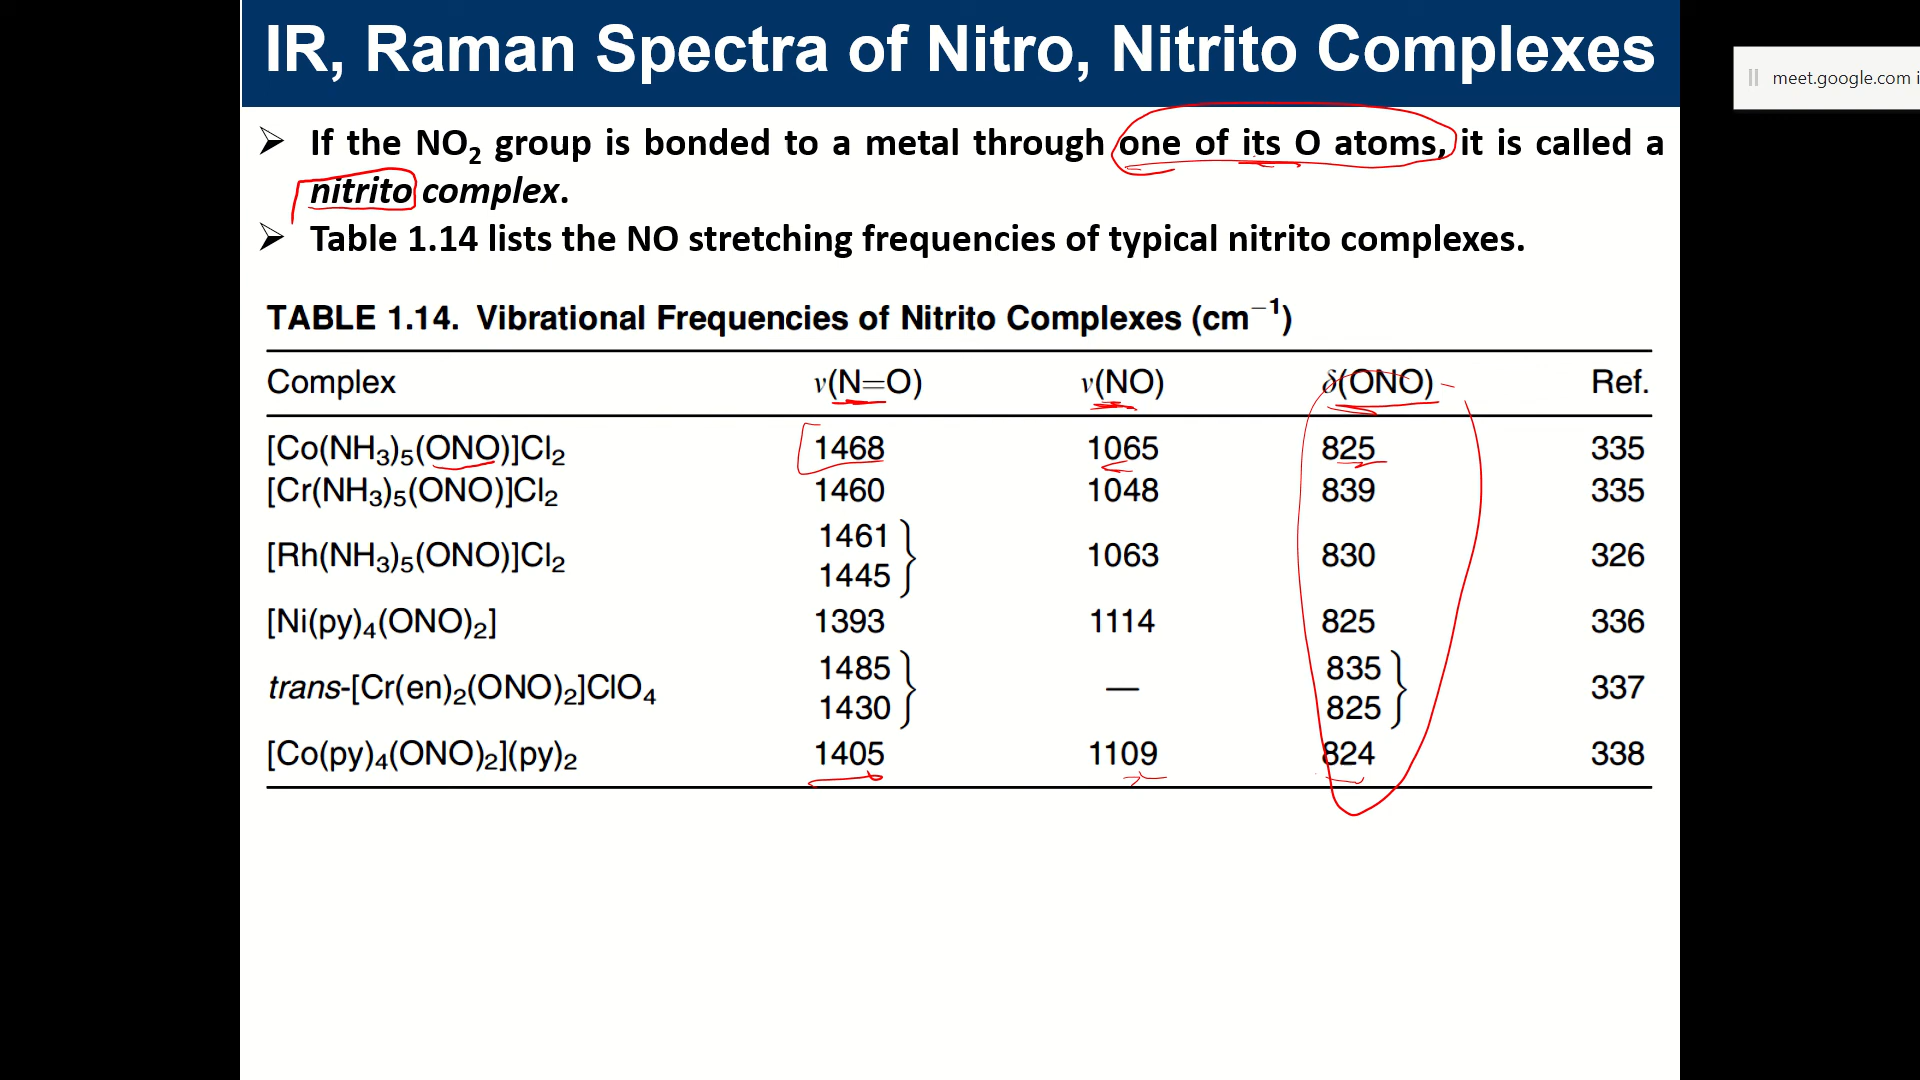 IR, Raman Spectra of Nitro, Nitrito Complexes
meet.google.com i
➢ If the NO₂ group is bonded to a metal through one of its O atoms, it is called a
nitrito complex.
➢ Table 1.14 lists the NO stretching frequencies of typical nitrito complexes.
TABLE 1.14. Vibrational Frequencies of Nitrito Complexes (cm⁻¹)
Complex ν(N=O) ν(NO) δ(ONO) Ref.
[Co(NH₃)₅(ONO)]Cl₂ 1468 1065 825 335
[Cr(NH₃)₅(ONO)]Cl₂ 1460 1048 839 335
1461
[Rh(NH₃)₅(ONO)]Cl₂ } 1063 830 326
1445
[Ni(py)₄(ONO)₂] 1393 1114 825 336
1485 835
trans-[Cr(en)₂(ONO)₂]ClO₄ } — } 337
1430 825
[Co(py)₄(ONO)₂](py)₂ 1405 1109 824 338